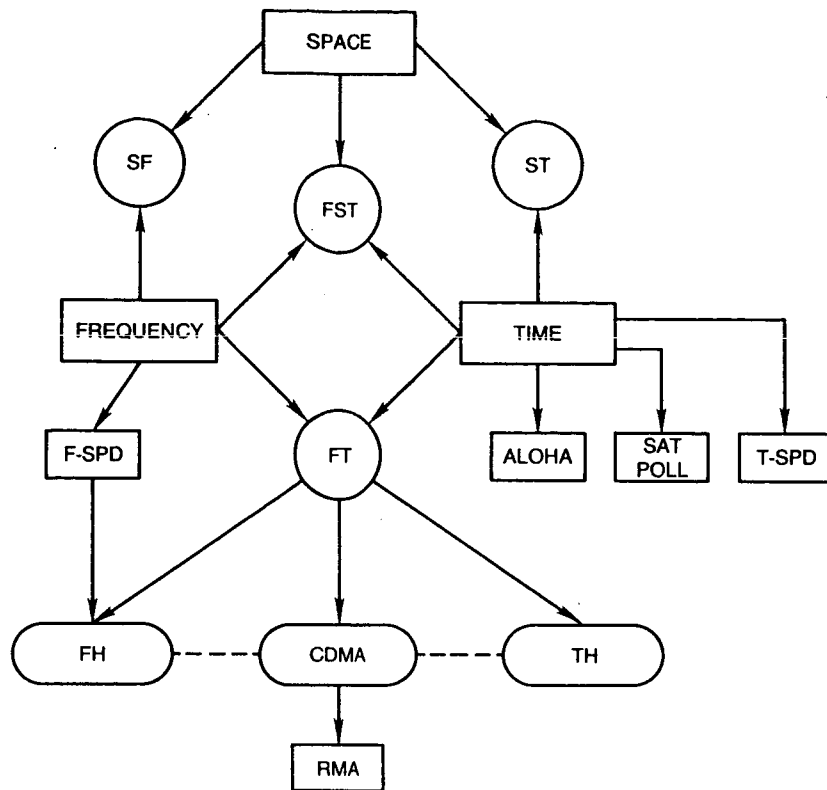 SPACE
SF
ST
FST
FREQUENCY
TIME
F-SPD
FT
ALOHA
SAT
POLL
T-SPD
FH
CDMA
TH
RMA